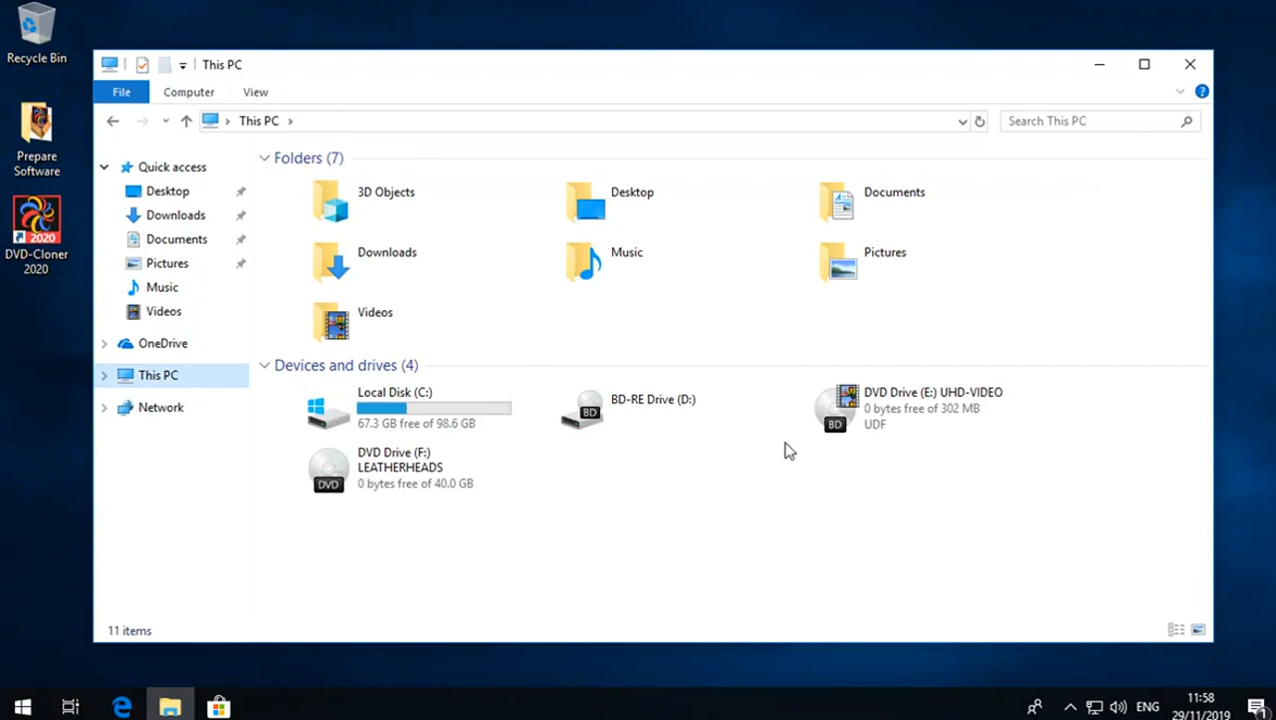 Recycle Bin
Prepare
Software
2020
DVD-Cloner
2020
This PC
File
Computer
View
This PC
Search This PC
Quick access
Desktop
Downloads
Documents
Pictures
Music
Videos
OneDrive
This PC
Network
Folders (7)
3D Objects
Desktop
Documents
Downloads
Music
Pictures
Videos
Devices and drives (4)
Local Disk (C:)
67.3 GB free of 98.6 GB
BD
BD-RE Drive (D:)
BD
DVD Drive (E:) UHD-VIDEO
0 bytes free of 302 MB
UDF
DVD
DVD Drive (F:)
LEATHERHEADS
0 bytes free of 40.0 GB
11 items
ENG
11:58
29/11/2019
1